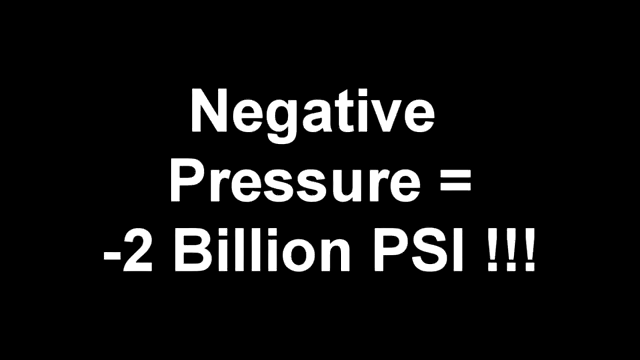 Negative
Pressure =
-2 Billion PSI !!!